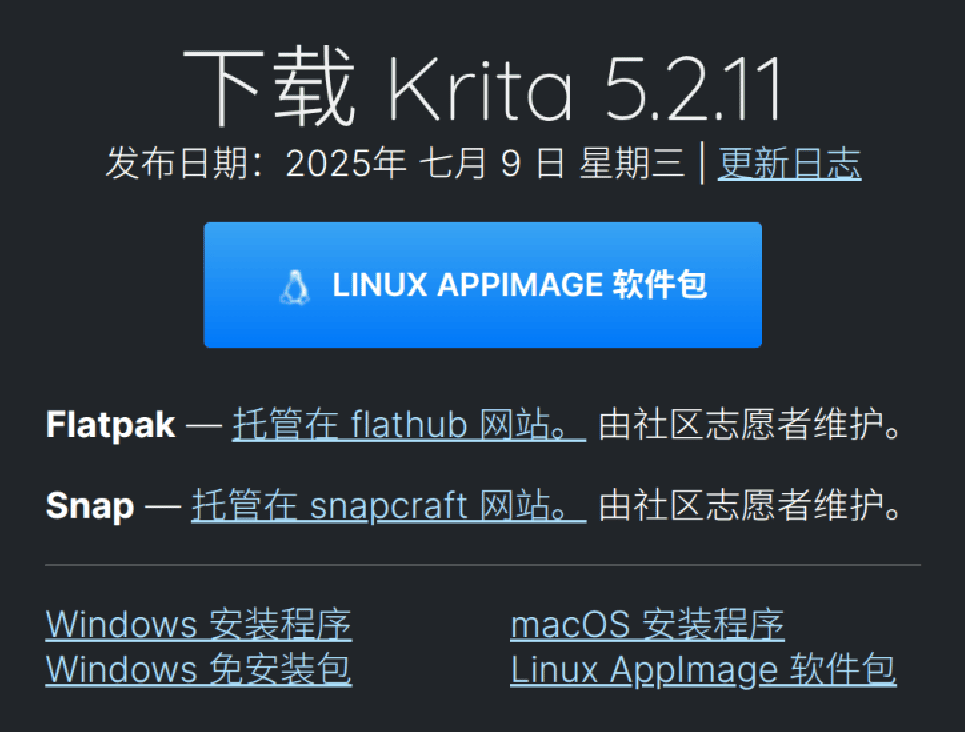 下载 Krita 5.2.11
发布日期：2025年 七月 9 日 星期三 | 更新日志
LINUX APPIMAGE 软件包
Flatpak — 托管在 flathub 网站。 由社区志愿者维护。
Snap — 托管在 snapcraft 网站。 由社区志愿者维护。
Windows 安装程序
Windows 免安装包
macOS 安装程序
Linux AppImage 软件包